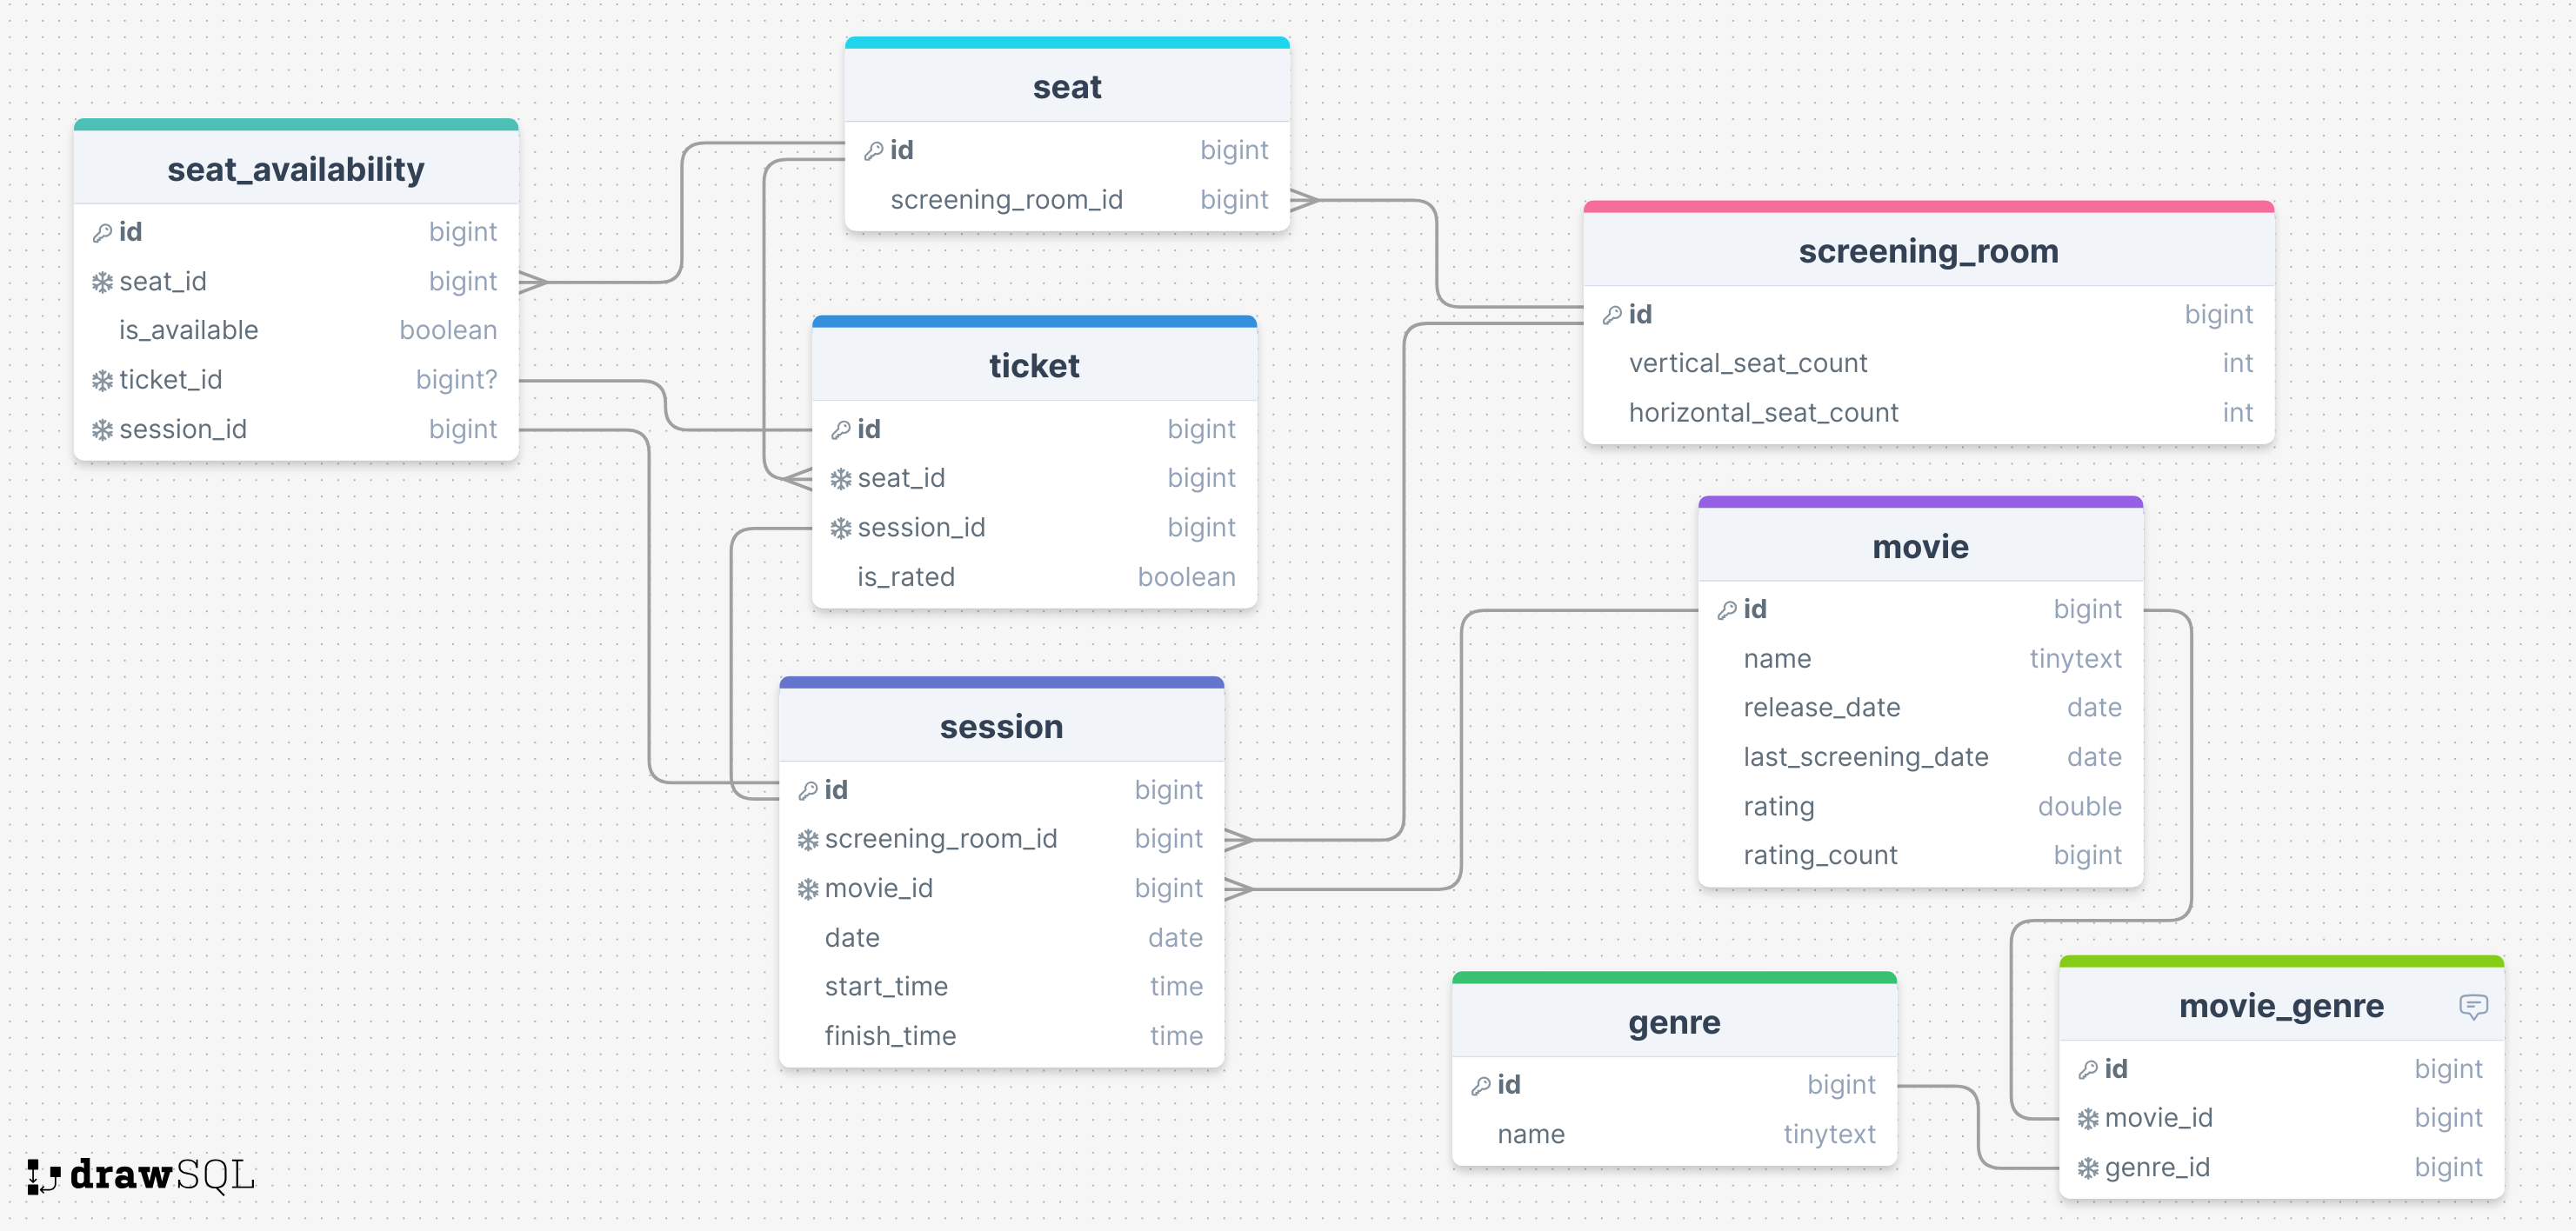 seat
id bigint
screening_room_id bigint
seat_availability
id bigint
seat_id bigint
is_available boolean
ticket_id bigint?
session_id bigint
screening_room
id bigint
vertical_seat_count int
horizontal_seat_count int
ticket
id bigint
seat_id bigint
session_id bigint
is_rated boolean
movie
id bigint
name tinytext
release_date date
last_screening_date date
rating double
rating_count bigint
session
id bigint
screening_room_id bigint
movie_id bigint
date date
start_time time
finish_time time
genre
id bigint
name tinytext
movie_genre
id bigint
movie_id bigint
genre_id bigint
drawSQL